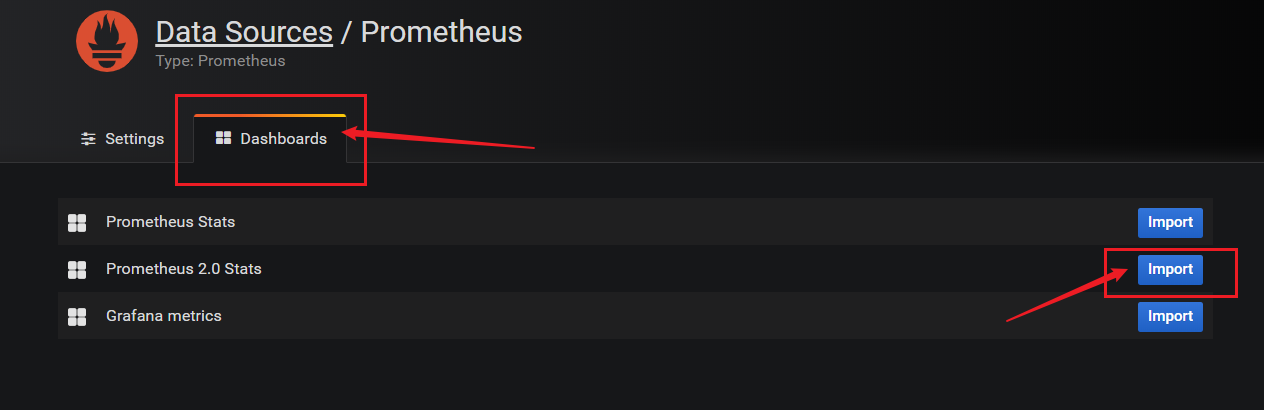 Data Sources / Prometheus
Type: Prometheus
Settings
Dashboards
Prometheus Stats
Import
Prometheus 2.0 Stats
Import
Grafana metrics
Import